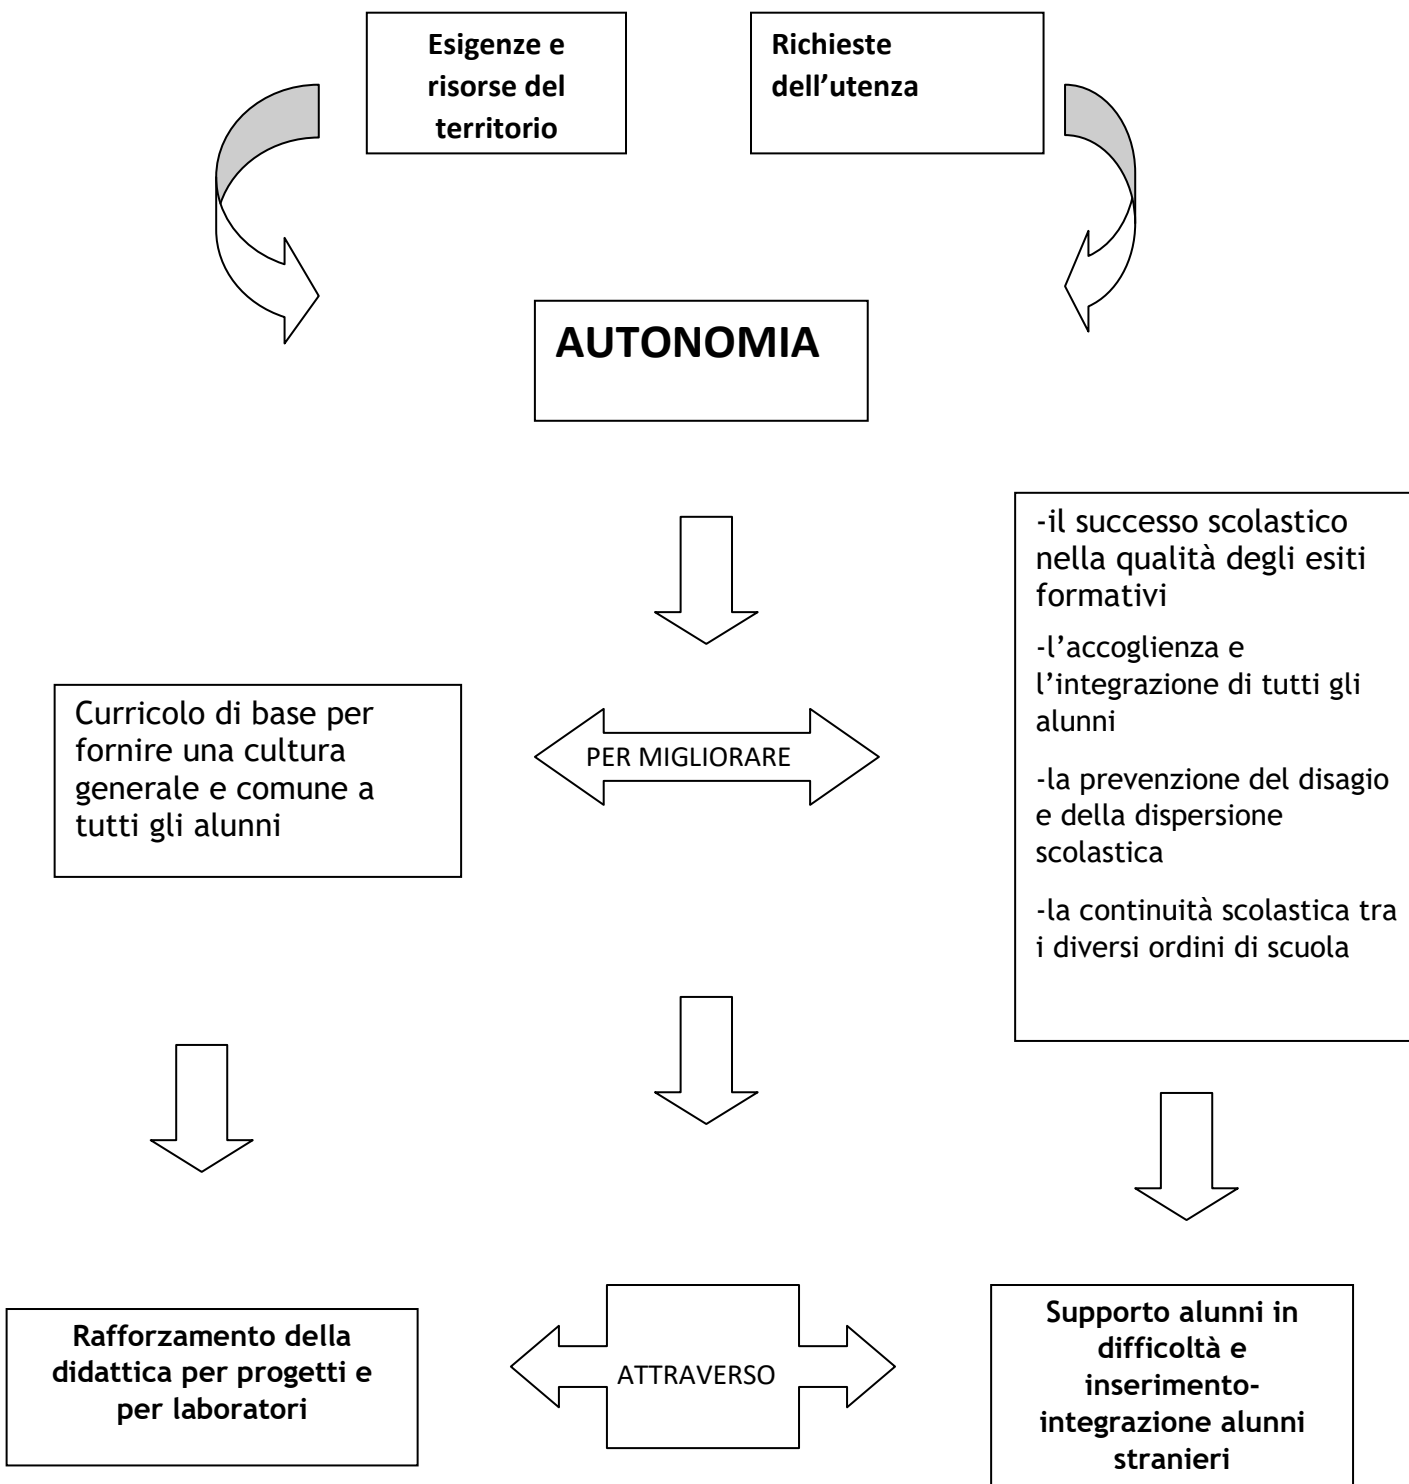 Esigenze e
risorse del
territorio
Richieste
dell’utenza
AUTONOMIA
-il successo scolastico
nella qualità degli esiti
formativi
-l’accoglienza e
l’integrazione di tutti gli
alunni
-la prevenzione del disagio
e della dispersione
scolastica
-la continuità scolastica tra
i diversi ordini di scuola
Curricolo di base per
fornire una cultura
generale e comune a
tutti gli alunni
PER MIGLIORARE
Rafforzamento della
didattica per progetti e
per laboratori
ATTRAVERSO
Supporto alunni in
difficoltà e
inserimento-
integrazione alunni
stranieri